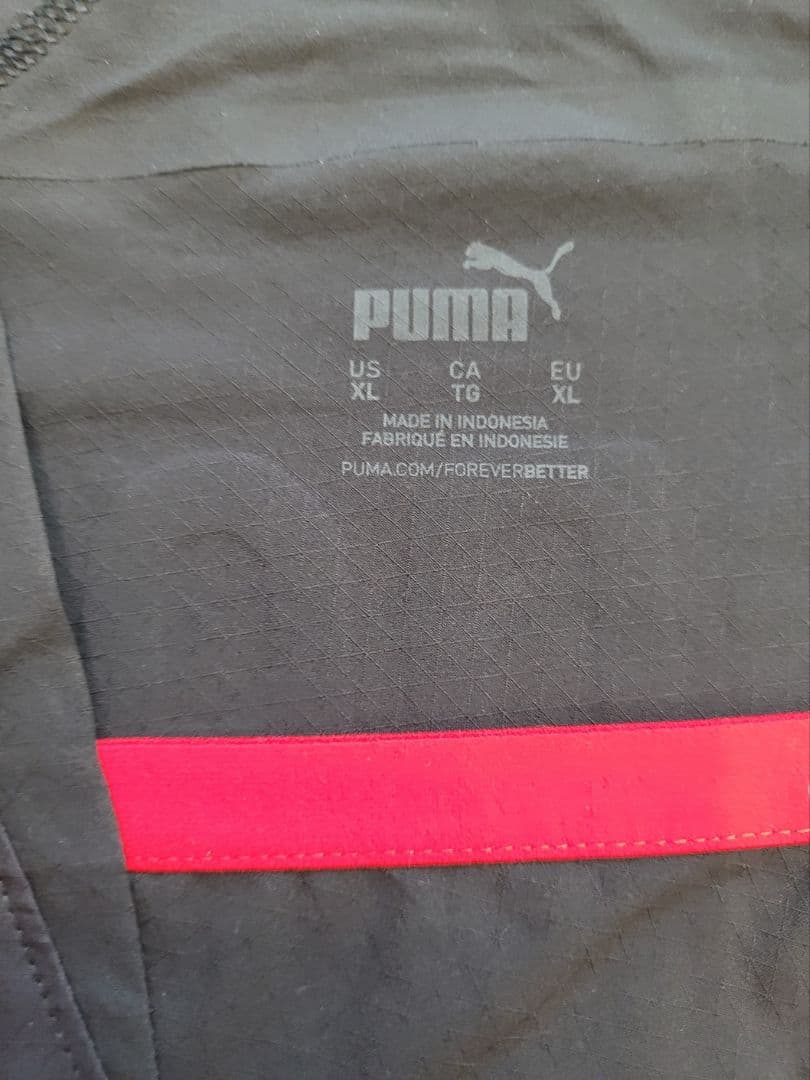 PUMA
US CA EU
XL TG XL
MADE IN INDONESIA
FABRIQUÉ EN INDONESIE
PUMA.COM/FOREVERBETTER